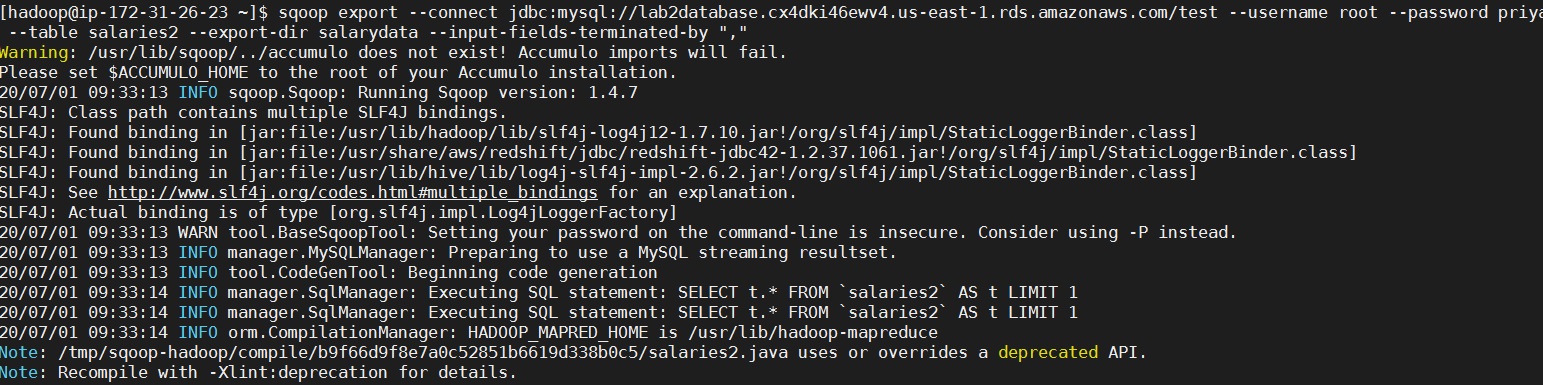 [hadoop@ip-172-31-26-23 ~]$ sqoop export --connect jdbc:mysql://lab2database.cx4dki46ewv4.us-east-1.rds.amazonaws.com/test --username root --password priya
--table salaries2 --export-dir salarydata --input-fields-terminated-by ","
Warning: /usr/lib/sqoop/../accumulo does not exist! Accumulo imports will fail.
Please set $ACCUMULO_HOME to the root of your Accumulo installation.
20/07/01 09:33:13 INFO sqoop.Sqoop: Running Sqoop version: 1.4.7
SLF4J: Class path contains multiple SLF4J bindings.
SLF4J: Found binding in [jar:file:/usr/lib/hadoop/lib/slf4j-log4j12-1.7.10.jar!/org/slf4j/impl/StaticLoggerBinder.class]
SLF4J: Found binding in [jar:file:/usr/share/aws/redshift/jdbc/redshift-jdbc42-1.2.37.1061.jar!/org/slf4j/impl/StaticLoggerBinder.class]
SLF4J: Found binding in [jar:file:/usr/lib/hive/lib/log4j-slf4j-impl-2.6.2.jar!/org/slf4j/impl/StaticLoggerBinder.class]
SLF4J: See http://www.slf4j.org/codes.html#multiple_bindings for an explanation.
SLF4J: Actual binding is of type [org.slf4j.impl.Log4jLoggerFactory]
20/07/01 09:33:13 WARN tool.BaseSqoopTool: Setting your password on the command-line is insecure. Consider using -P instead.
20/07/01 09:33:13 INFO manager.MySQLManager: Preparing to use a MySQL streaming resultset.
20/07/01 09:33:13 INFO tool.CodeGenTool: Beginning code generation
20/07/01 09:33:14 INFO manager.SqlManager: Executing SQL statement: SELECT t.* FROM `salaries2` AS t LIMIT 1
20/07/01 09:33:14 INFO manager.SqlManager: Executing SQL statement: SELECT t.* FROM `salaries2` AS t LIMIT 1
20/07/01 09:33:14 INFO orm.CompilationManager: HADOOP_MAPRED_HOME is /usr/lib/hadoop-mapreduce
Note: /tmp/sqoop-hadoop/compile/b9f66d9f8e7a0c52851b6619d338b0c5/salaries2.java uses or overrides a deprecated API.
Note: Recompile with -Xlint:deprecation for details.